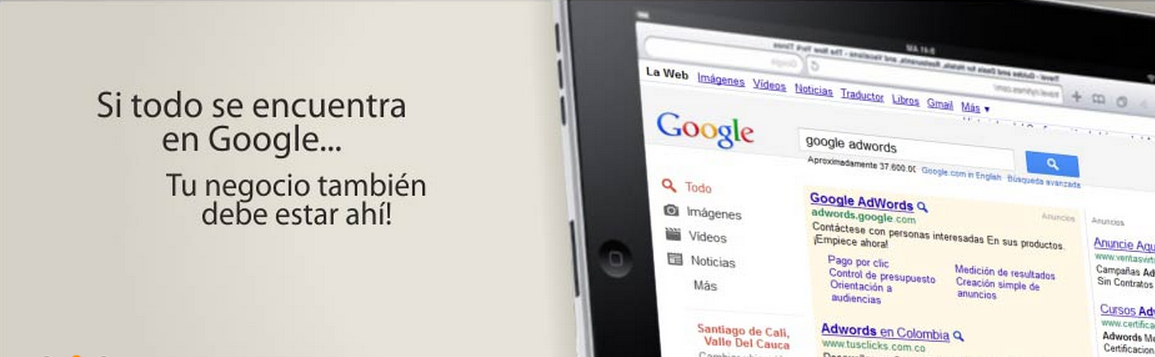 Si todo se encuentra
en Google...
Tu negocio también
debe estar ahí!
La Web Imágenes Vídeos Noticias Traductor Libros Gmail Más
Google
google adwords
Aproximadamente 37.600.00 Google.com in English Búsqueda avanzada
Todo
Imágenes
Vídeos
Noticias
Más
Santiago de Cali,
Valle Del Cauca
Google AdWords
Anuncios
adwords.google.com
Contáctese con personas interesadas En sus productos.
¡Empiece ahora!
Pago por clic
Control de presupuesto
Orientación a
audiencias
Medición de resultados
Creación simple de
anuncios
Adwords en Colombia
www.tusclicks.com.co
Anuncios
Anuncie Aqu
www.ventasvirt
Campañas Ad
Sin Contratos
Cursos Adw
www.certifica
Adwords Me
Certificacion